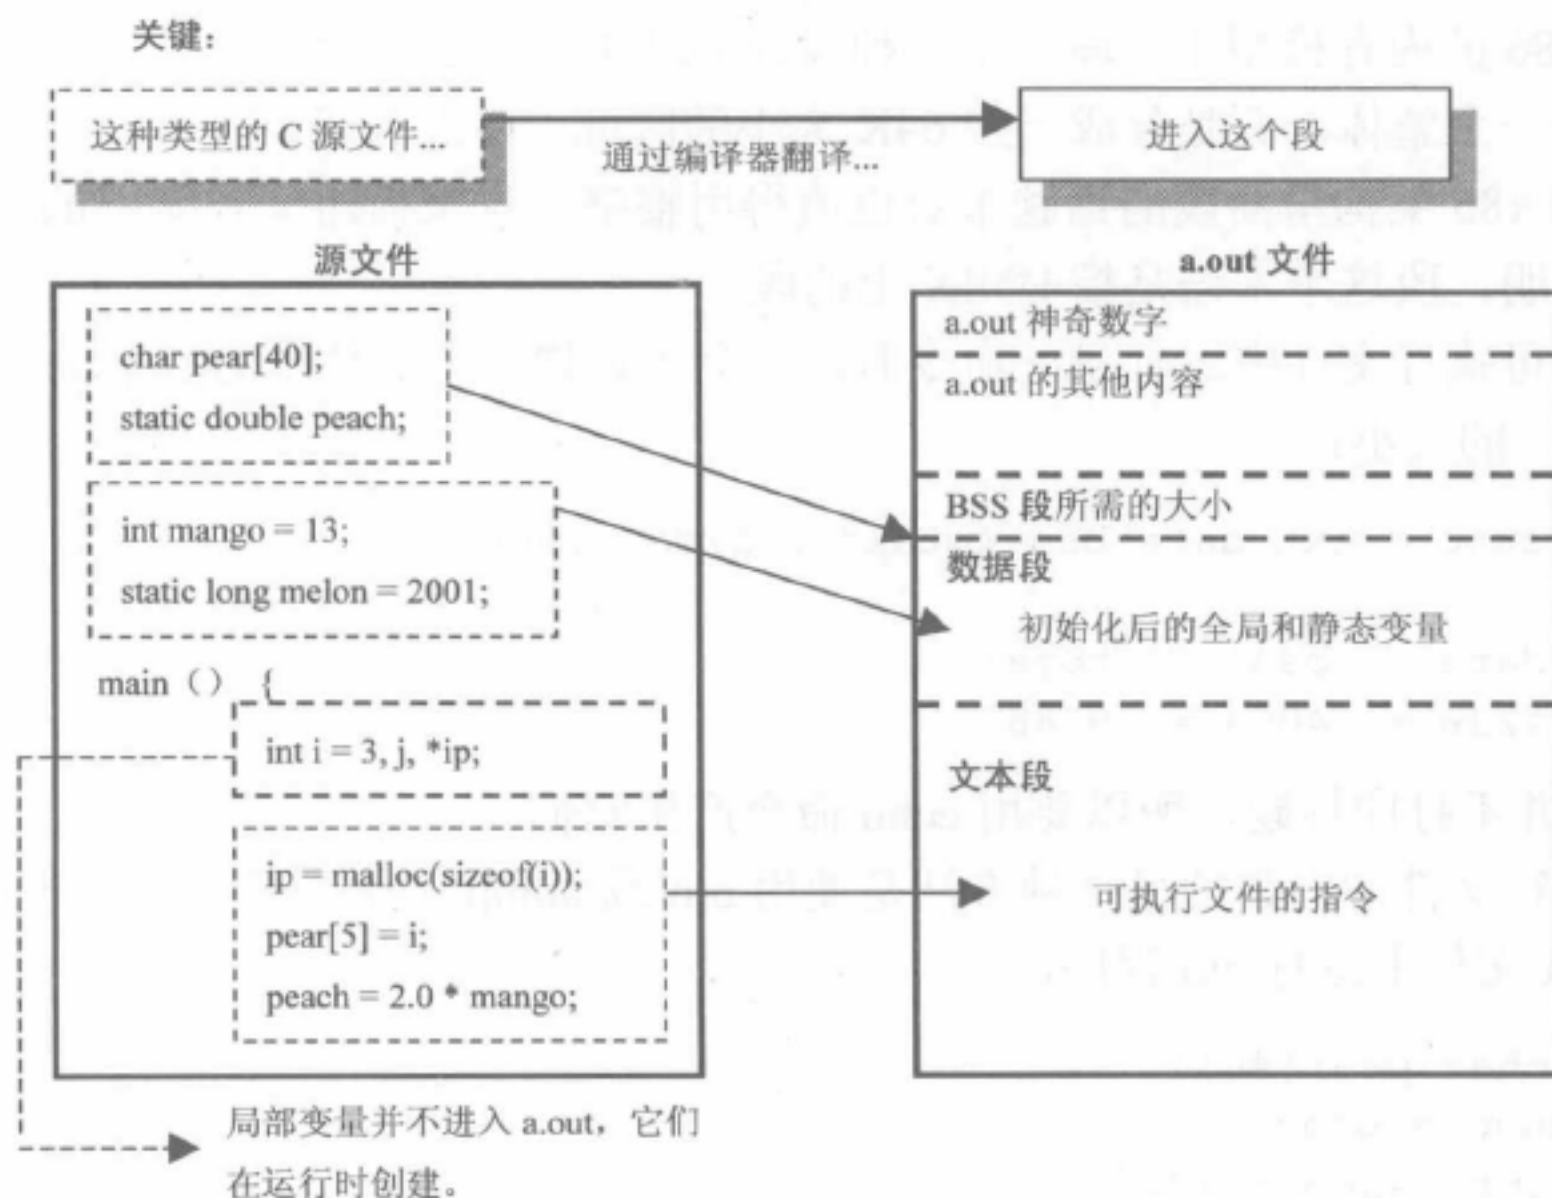 关键：
这种类型的 C 源文件...
通过编译器翻译...
进入这个段
源文件
char pear[40];
static double peach;
int mango = 13;
static long melon = 2001;
main（） {
int i = 3, j, *ip;
ip = malloc(sizeof(i));
pear[5] = i;
peach = 2.0 * mango;
局部变量并不进入 a.out，它们
在运行时创建。
a.out 文件
a.out 神奇数字
a.out 的其他内容
BSS 段所需的大小
数据段
初始化后的全局和静态变量
文本段
可执行文件的指令